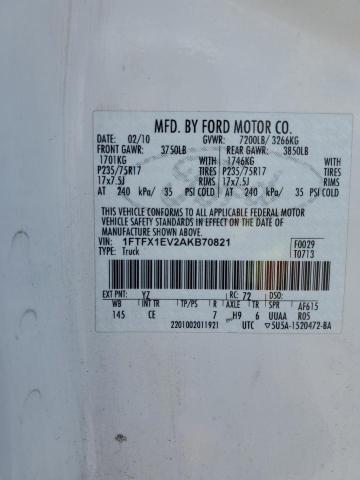 MFD. BY FORD MOTOR CO.
DATE: 02/10 GVWR: 7200LB/ 3266KG
FRONT GAWR: 3750LB REAR GAWR: 3850LB
1701KG WITH 1746KG WITH
P235/75R17 TIRES P235/75R17 TIRES
17x7.5J RIMS 17x7.5J RIMS
AT 240 kPa/ 35 PSI COLD AT 240 kPa/ 35 PSI COLD
THIS VEHICLE CONFORMS TO ALL APPLICABLE FEDERAL MOTOR
VEHICLE SAFETY AND BUMPER STANDARDS IN EFFECT ON THE DATE OF MANUFACTURE
SHOWN ABOVE.
VIN: 1FTFX1EV2AKB70821 F0029
TYPE: Truck T0713
EXT PNT: YZ RC: 72 DSO:
WB INT TR TP/PS R AXLE TR SPR AF615
145 CE 7 H9 6 UUAA R05
2201002011921 UTC ▽5U5A-1520472-BA